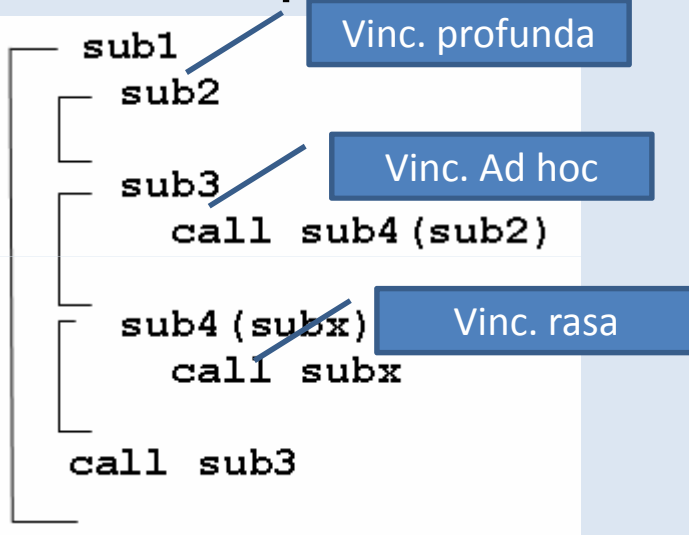 sub1
Vinc. profunda
sub2
Vinc. Ad hoc
sub3
call sub4(sub2)
sub4(subx)
Vinc. rasa
call subx
call sub3